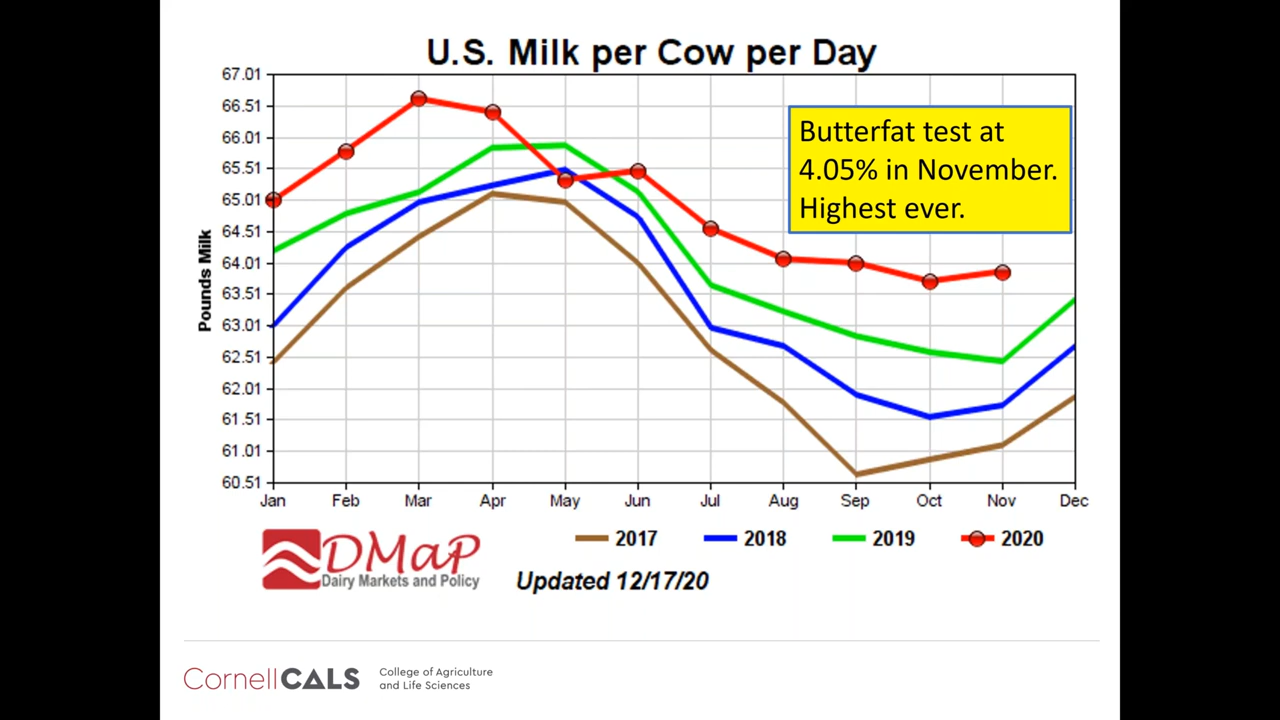 U.S. Milk per Cow per Day
67.01
66.51
66.01
65.51
65.01
64.51
64.01
63.51
63.01
62.51
62.01
61.51
61.01
60.51
Pounds Milk
Butterfat test at
4.05% in November.
Highest ever.
Jan Feb Mar Apr May Jun Jul Aug Sep Oct Nov Dec
2017 2018 2019 2020
DMaP
Dairy Markets and Policy
Updated 12/17/20
CornellCALS
College of Agriculture
and Life Sciences